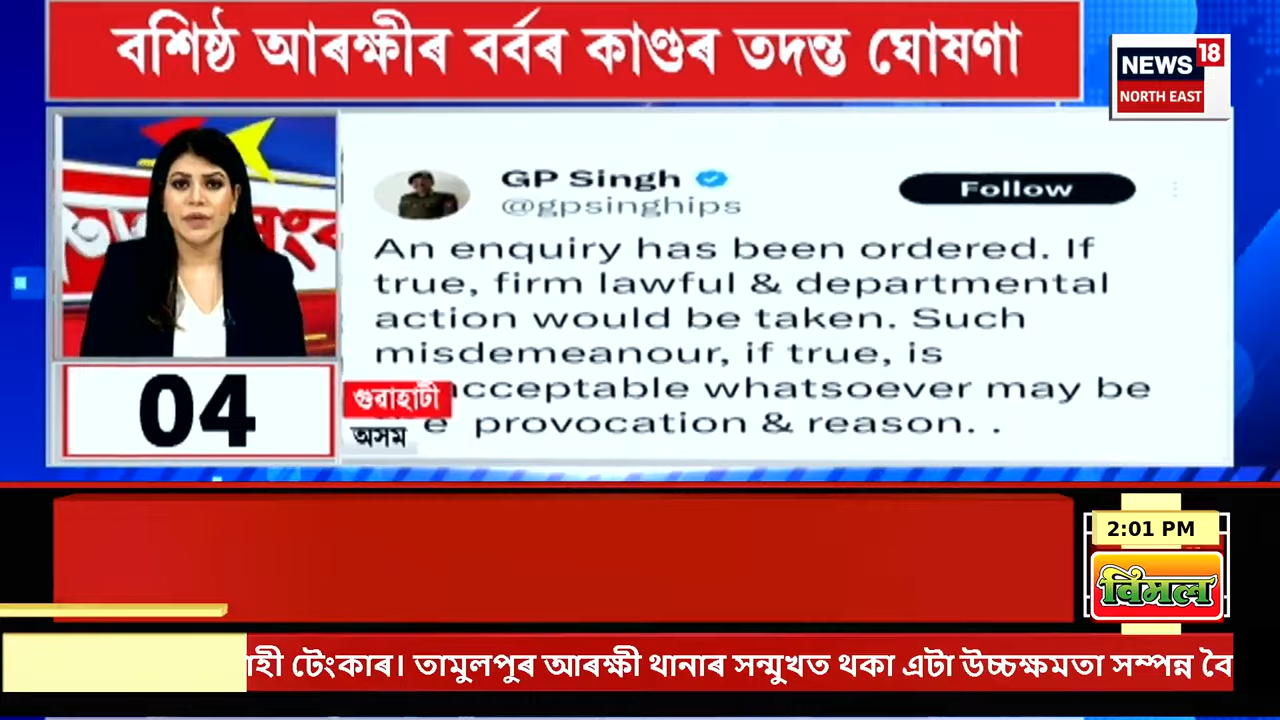 বশিষ্ঠ আৰক্ষীৰ বৰ্বৰ কাণ্ডৰ তদন্ত ঘোষণা
NEWS 18
NORTH EAST
GP Singh
@gpsinghips
Follow
An enquiry has been ordered. If
true, firm lawful & departmental
action would be taken. Such
misdemeanour, if true, is
acceptable whatsoever may be
provocation & reason. .
04
গুৱাহাটী
অসম
2:01 PM
विमल
টেংকাৰ। তামুলপুৰ আৰক্ষী থানাৰ সন্মুখত থকা এটা উচ্চক্ষমতা সম্পন্ন বৈ